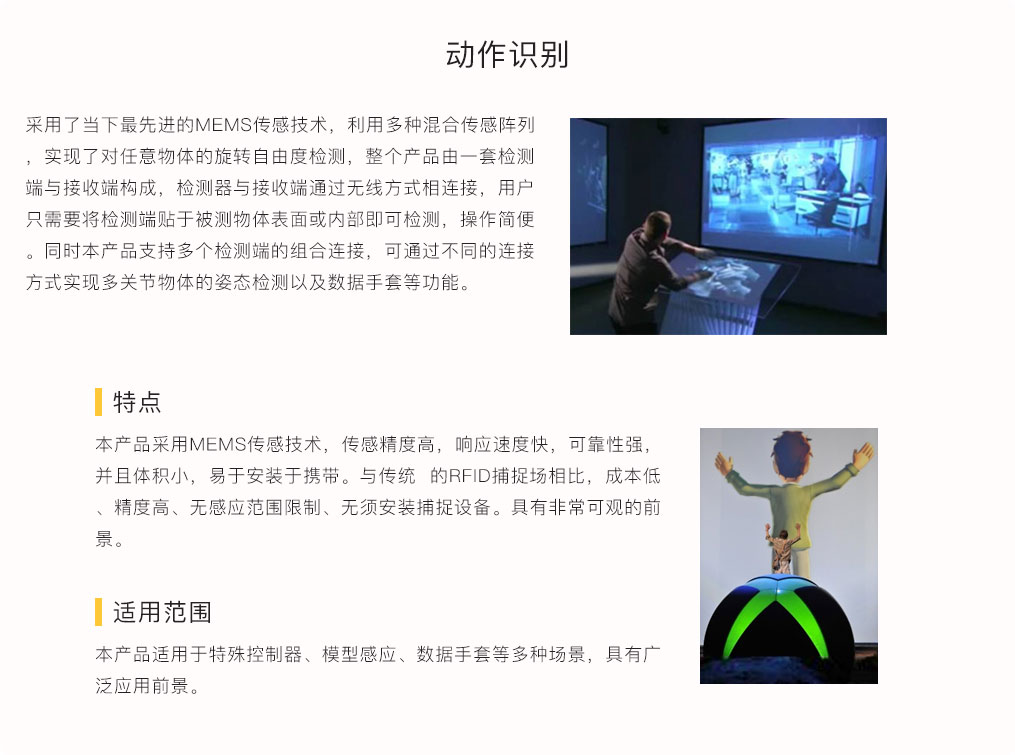 动作识别
采用了当下最先进的MEMS传感技术，利用多种混合传感阵列
，实现了对任意物体的旋转自由度检测，整个产品由一套检测
端与接收端构成，检测器与接收端通过无线方式相连接，用户
只需要将检测端贴于被测物体表面或内部即可检测，操作简便
。同时本产品支持多个检测端的组合连接，可通过不同的连接
方式实现多关节物体的姿态检测以及数据手套等功能。
特点
本产品采用MEMS传感技术，传感精度高，响应速度快，可靠性强，
并且体积小，易于安装于携带。与传统 的RFID捕捉场相比，成本低
、精度高、无感应范围限制、无须安装捕捉设备。具有非常可观的前
景。
适用范围
本产品适用于特殊控制器、模型感应、数据手套等多种场景，具有广
泛应用前景。